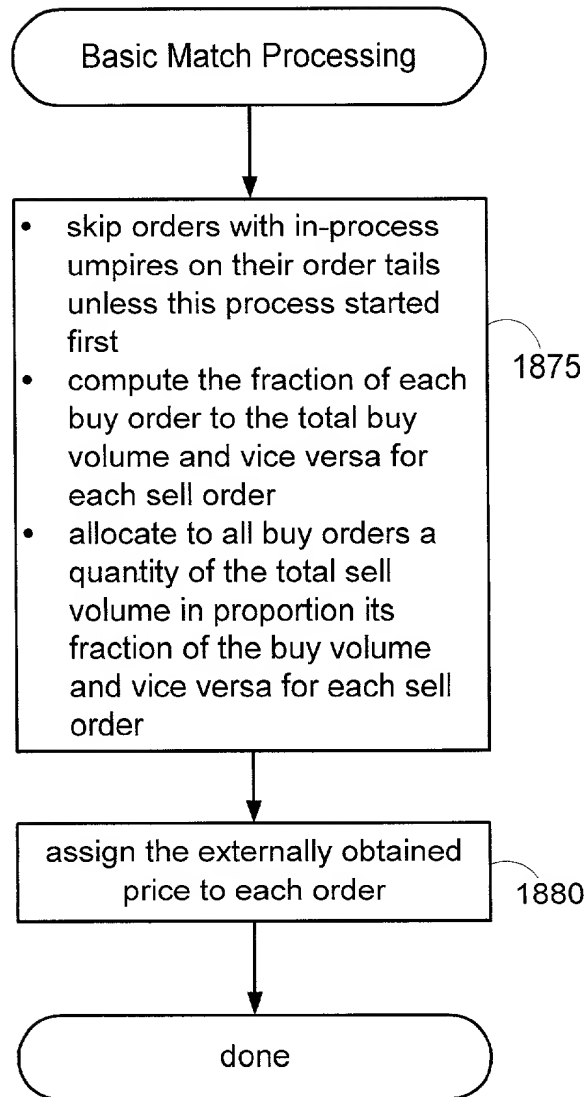 Basic Match Processing
• skip orders with in-process
umpires on their order tails
unless this process started
first
1875
• compute the fraction of each
buy order to the total buy
volume and vice versa for
each sell order
• allocate to all buy orders a
quantity of the total sell
volume in proportion its
fraction of the buy volume
and vice versa for each sell
order
assign the externally obtained
price to each order
1880
done